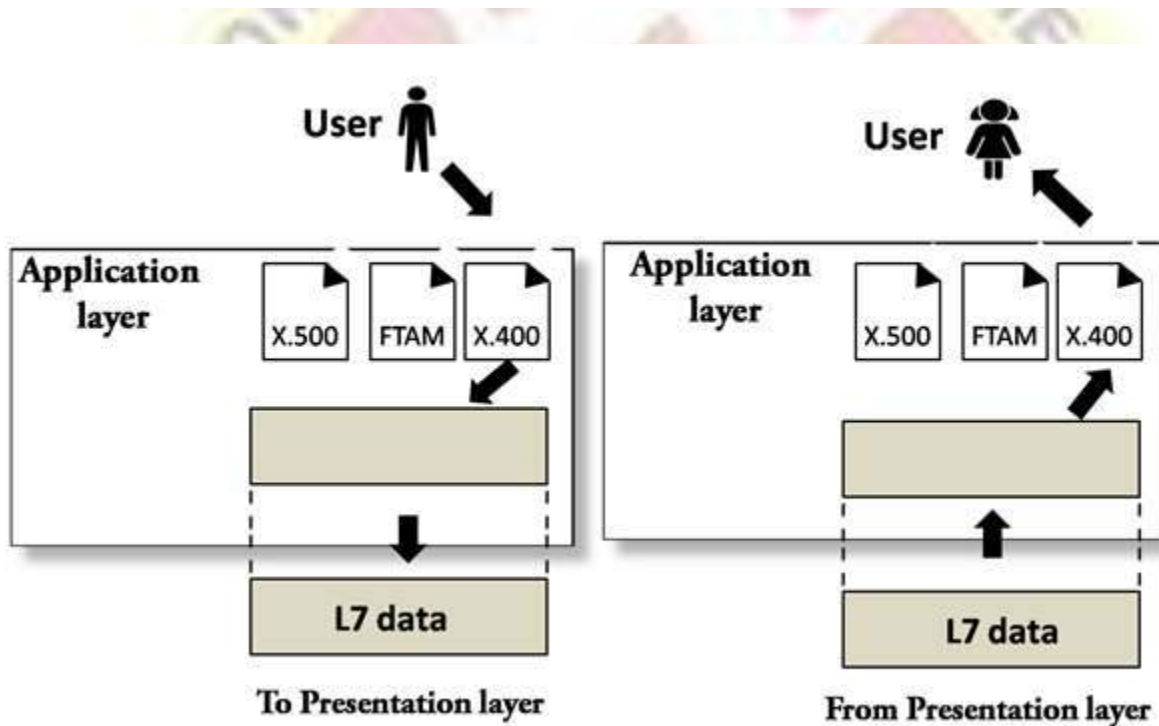 User
Application
layer
X.500 FTAM X.400
L7 data
To Presentation layer
User
Application
layer
X.500 FTAM X.400
L7 data
From Presentation layer